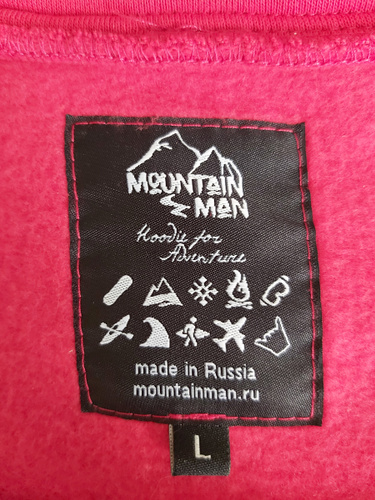 MOUNTAIN
MAN
Hoodie for
Adventure
made in Russia
mountainman.ru
L